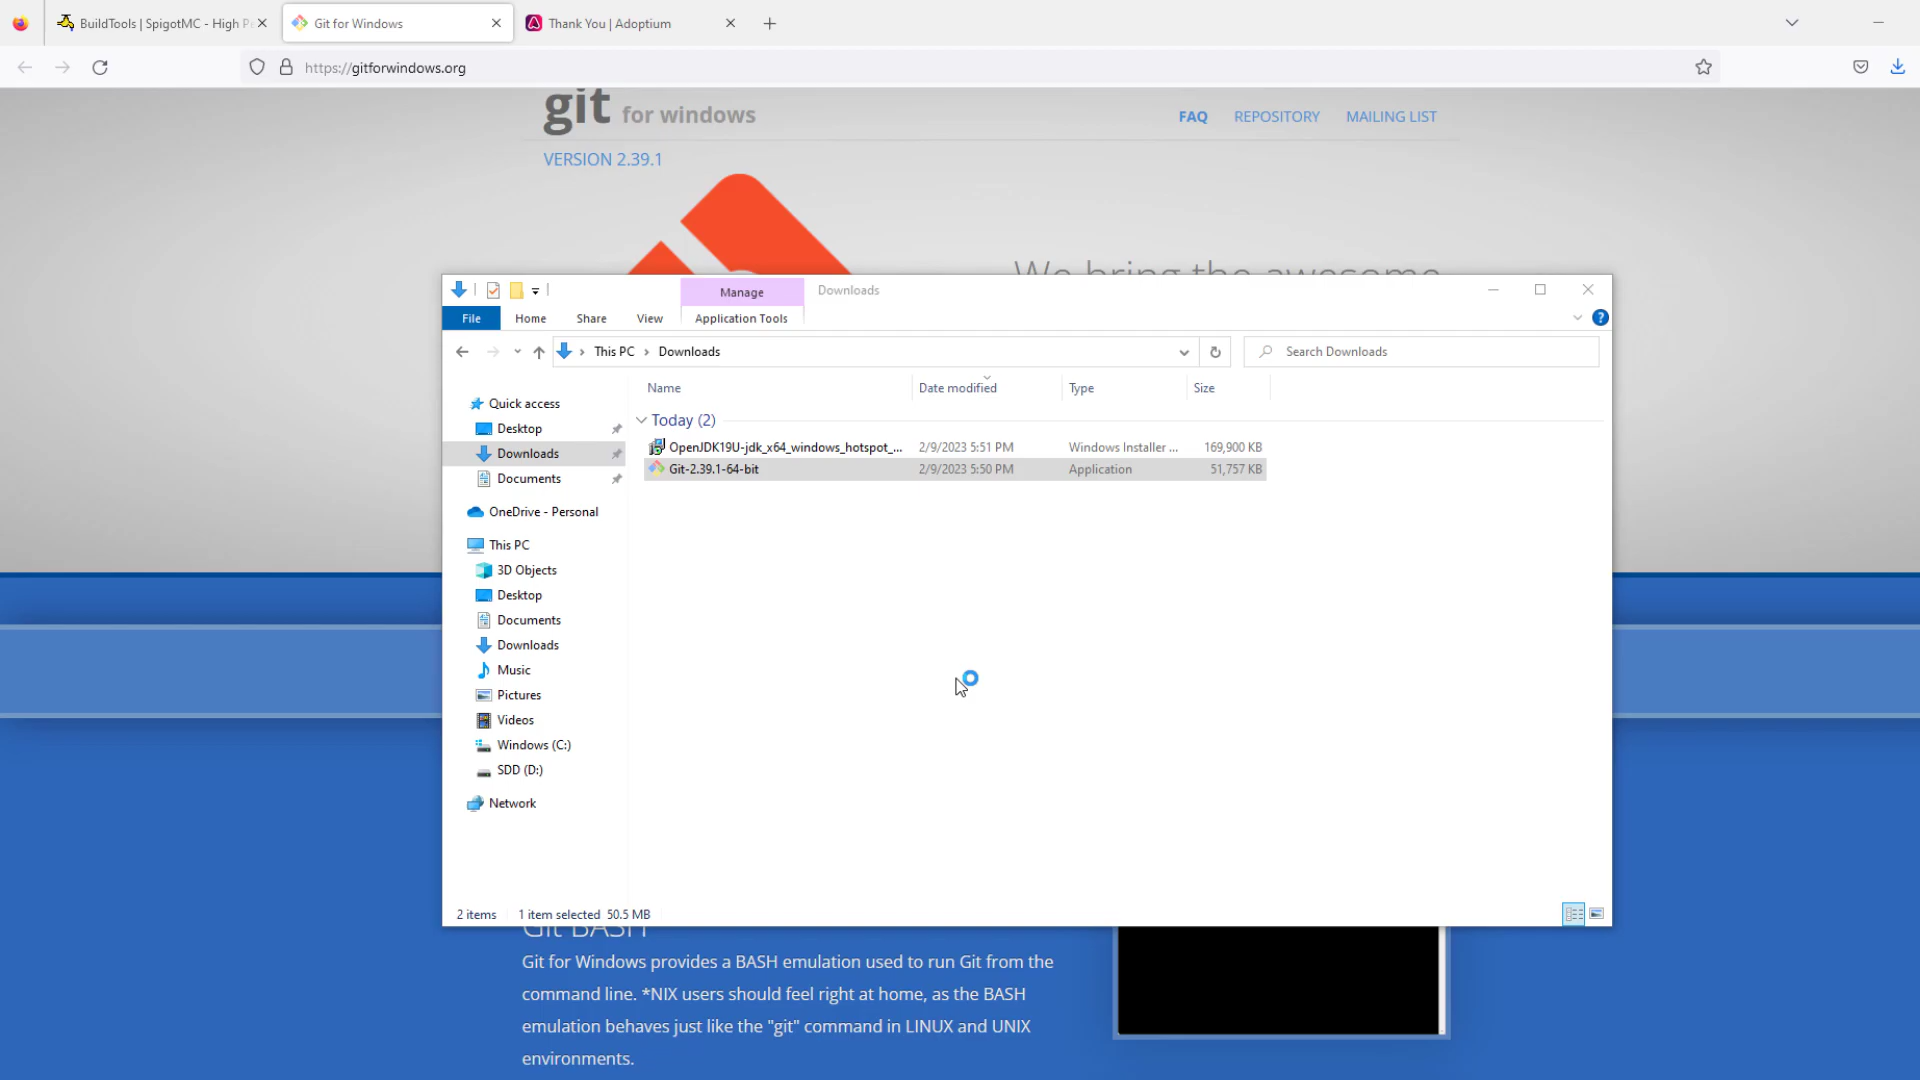 BuildTools | SpigotMC - High P
Git for Windows
Thank You | Adoptium
https://gitforwindows.org
git for windows
FAQ
REPOSITORY
MAILING LIST
VERSION 2.39.1
We bring the awesome
Manage
Downloads
File
Home
Share
View
Application Tools
This PC
Downloads
Search Downloads
Name
Date modified
Type
Size
Quick access
Desktop
Downloads
Documents
OneDrive - Personal
This PC
3D Objects
Desktop
Documents
Downloads
Music
Pictures
Videos
Windows (C:)
SDD (D:)
Network
Today (2)
OpenJDK19U-jdk_x64_windows_hotspot_... 2/9/2023 5:51 PM Windows Installer ... 169,900 KB
Git-2.39.1-64-bit 2/9/2023 5:50 PM Application 51,757 KB
2 items 1 item selected 50.5 MB
Git BASH
Git for Windows provides a BASH emulation used to run Git from the
command line. *NIX users should feel right at home, as the BASH
emulation behaves just like the "git" command in LINUX and UNIX
environments.